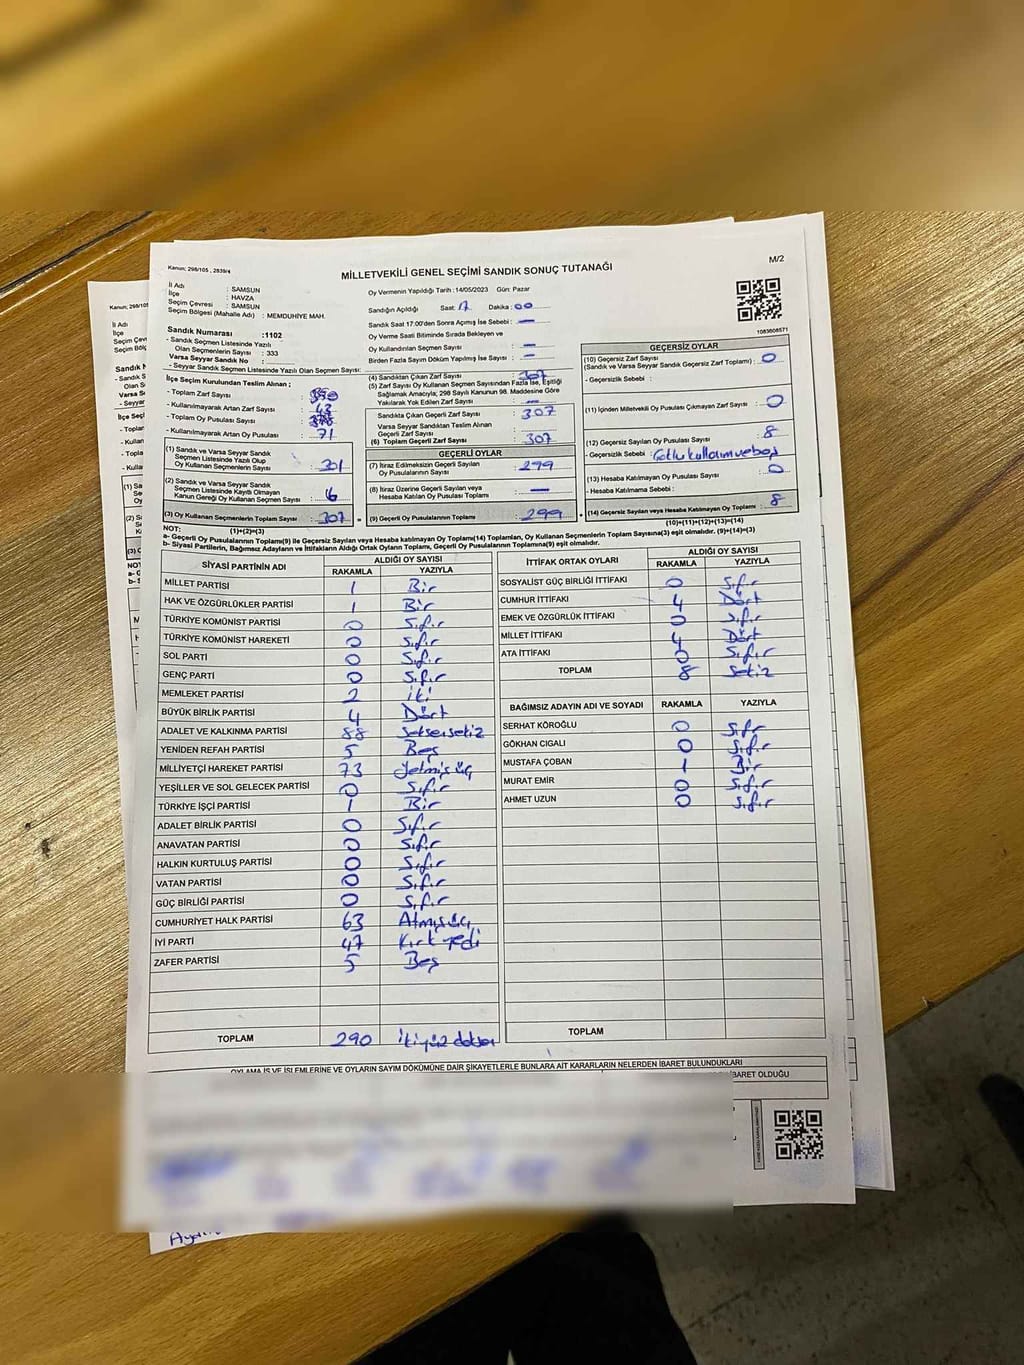 Kanun; 298/105 , 2839/4
MİLLETVEKİLİ GENEL SEÇİMİ SANDIK SONUÇ TUTANAĞI
M/2
İl Adı : SAMSUN
İlçe : HAVZA
Seçim Çevresi : SAMSUN
Seçim Bölgesi (Mahalle Adı) : MEMDUHİYE MAH.
Sandık Numarası :1102
- Sandık Seçmen Listesinde Yazılı
Olan Seçmenlerin Sayısı : 333
Varsa Seyyar Sandık No :
- Seyyar Sandık Seçmen Listesinde Yazılı Olan Seçmen Sayısı:
Oy Vermenin Yapıldığı Tarih : 14/05/2023 Gün: Pazar
Sandığın Açıldığı Saat: 17 Dakika : 00
Sandık Saat 17:00'den Sonra Açmış İse Sebebi : —
Oy Verme Saati Bitiminde Sırada Bekleyen ve
Oy Kullandırılan Seçmen Sayısı : —
Birden Fazla Sayım Döküm Yapılmış İse Sayısı : —
1083608571
İlçe Seçim Kurulundan Teslim Alınan ;
- Toplam Zarf Sayısı :
- Kullanılmayarak Artan Zarf Sayısı : 43
- Toplam Oy Pusulası Sayısı :
- Kullanılmayarak Artan Oy Pusulası : 71
(1) Sandık ve Varsa Seyyar Sandık
Seçmen Listesinde Yazılı Olup
Oy Kullanan Seçmenlerin Sayısı : 301
(2) Sandık ve Varsa Seyyar Sandık
Seçmen Listesinde Kayıtlı Olmayan
Kanun Gereği Oy Kullanan Seçmen Sayısı : 6
(3) Oy Kullanan Seçmenlerin Toplam Sayısı : 307
(1)+(2)=(3)
(4) Sandıktan Çıkan Zarf Sayısı : 307
(5) Zarf Sayısı Oy Kullanan Seçmen Sayısından Fazla İse, Eşitliği
Sağlamak Amacıyla; 298 Sayılı Kanunun 98. Maddesine Göre
Yakılarak Yok Edilen Zarf Sayısı : —
Sandıkta Çıkan Geçerli Zarf Sayısı : 307
Varsa Seyyar Sandıktan Teslim Alınan
Geçerli Zarf Sayısı :
(6) Toplam Geçerli Zarf Sayısı : 307
GEÇERLİ OYLAR
(7) İtiraz Edilmeksizin Geçerli Sayılan
Oy Pusulalarının Sayısı : 299
(8) İtiraz Üzerine Geçerli Sayılan veya
Hesaba Katılan Oy Pusulası Toplamı : —
(9) Geçerli Oy Pusulalarının Toplamı : 299
GEÇERSİZ OYLAR
(10) Geçersiz Zarf Sayısı : 0
(Sandık ve Varsa Seyyar Sandık Geçersiz Zarf Toplamı)
- Geçersizlik Sebebi :
(11) İçinden Milletvekili Oy Pusulası Çıkmayan Zarf Sayısı : 0
(12) Geçersiz Sayılan Oy Pusulası Sayısı : 8
- Geçersizlik Sebebi :
(13) Hesaba Katılmayan Oy Pusulası Sayısı : 0
- Hesaba Katılmama Sebebi :
(14) Geçersiz Sayılan veya Hesaba Katılmayan Oy Toplamı : 8
(10)+(11)+(12)+(13)=(14)
NOT:
a- Geçerli Oy Pusulalarının Toplamı(9) İle Geçersiz Sayılan veya Hesaba katılmayan Oy Toplamı(14) Toplamları, Oy Kullanan Seçmenlerin Toplam Sayısına(3) eşit olmalıdır. (9)+(14)=(3)
b- Siyasi Partilerin, Bağımsız Adayların ve İttifakların Aldığı Ortak Oyların Toplamı, Geçerli Oy Pusulalarının Toplamına(9) eşit olmalıdır.
SİYASİ PARTİNİN ADI ALDIĞI OY SAYISI
RAKAMLA YAZIYLA
MİLLET PARTİSİ 1 Bir
HAK VE ÖZGÜRLÜKLER PARTİSİ 1 Bir
TÜRKİYE KOMÜNİST PARTİSİ 0 Sıfır
TÜRKİYE KOMÜNİST HAREKETİ 0 Sıfır
SOL PARTİ 0 Sıfır
GENÇ PARTİ 0 Sıfır
MEMLEKET PARTİSİ 2 iki
BÜYÜK BİRLİK PARTİSİ 4 Dört
ADALET VE KALKINMA PARTİSİ 88 Seksensekiz
YENİDEN REFAH PARTİSİ 5 Beş
MİLLİYETÇİ HAREKET PARTİSİ 73 Yetmişüç
YEŞİLLER VE SOL GELECEK PARTİSİ 0 Sıfır
TÜRKİYE İŞÇİ PARTİSİ 1 Bir
ADALET BİRLİK PARTİSİ 0 Sıfır
ANAVATAN PARTİSİ 0 Sıfır
HALKIN KURTULUŞ PARTİSİ 0 Sıfır
VATAN PARTİSİ 0 Sıfır
GÜÇ BİRLİĞİ PARTİSİ 0 Sıfır
CUMHURİYET HALK PARTİSİ 63 Atmışüç
İYİ PARTİ 47 Kırk yedi
ZAFER PARTİSİ 5 Beş
TOPLAM 290 ikiyüz doksan
İTTİFAK ORTAK OYLARI ALDIĞI OY SAYISI
RAKAMLA YAZIYLA
SOSYALİST GÜÇ BİRLİĞİ İTTİFAKI 0 Sıfır
CUMHUR İTTİFAKI 4 Dört
EMEK VE ÖZGÜRLÜK İTTİFAKI 0 Sıfır
MİLLET İTTİFAKI 4 Dört
ATA İTTİFAKI 0 Sıfır
TOPLAM 8 Sekiz
BAĞIMSIZ ADAYIN ADI VE SOYADI RAKAMLA YAZIYLA
SERHAT KÖROĞLU 0 Sıfır
GÖKHAN CIGALI 0 Sıfır
MUSTAFA ÇOBAN 1 Bir
MURAT EMİR 0 Sıfır
AHMET UZUN 0 Sıfır
TOPLAM
OYLAMA İŞ VE İŞLEMLERİNE VE OYLARIN SAYIM DÖKÜMÜNE DAİR ŞİKAYETLERLE BUNLARA AİT KARARLARIN NELERDEN İBARET BULUNDUKLARI
İBARET OLDUĞU